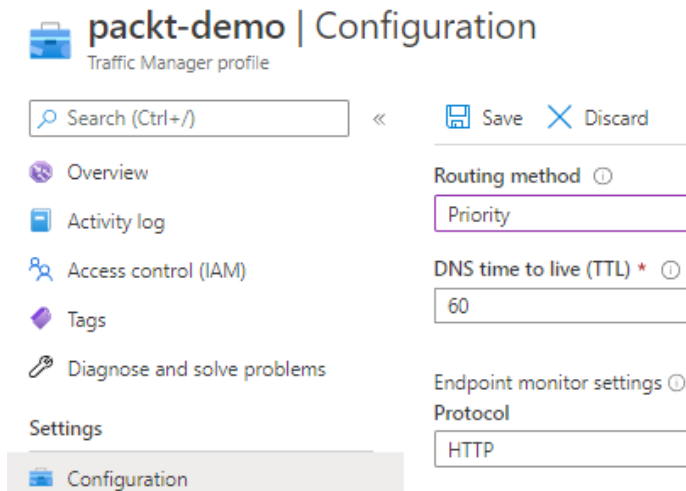 packt-demo | Configuration
Traffic Manager profile
Search (Ctrl+/)
«
Overview
Activity log
Access control (IAM)
Tags
Diagnose and solve problems
Settings
Configuration
Save Discard
Routing method
Priority
DNS time to live (TTL) *
60
Endpoint monitor settings
Protocol
HTTP